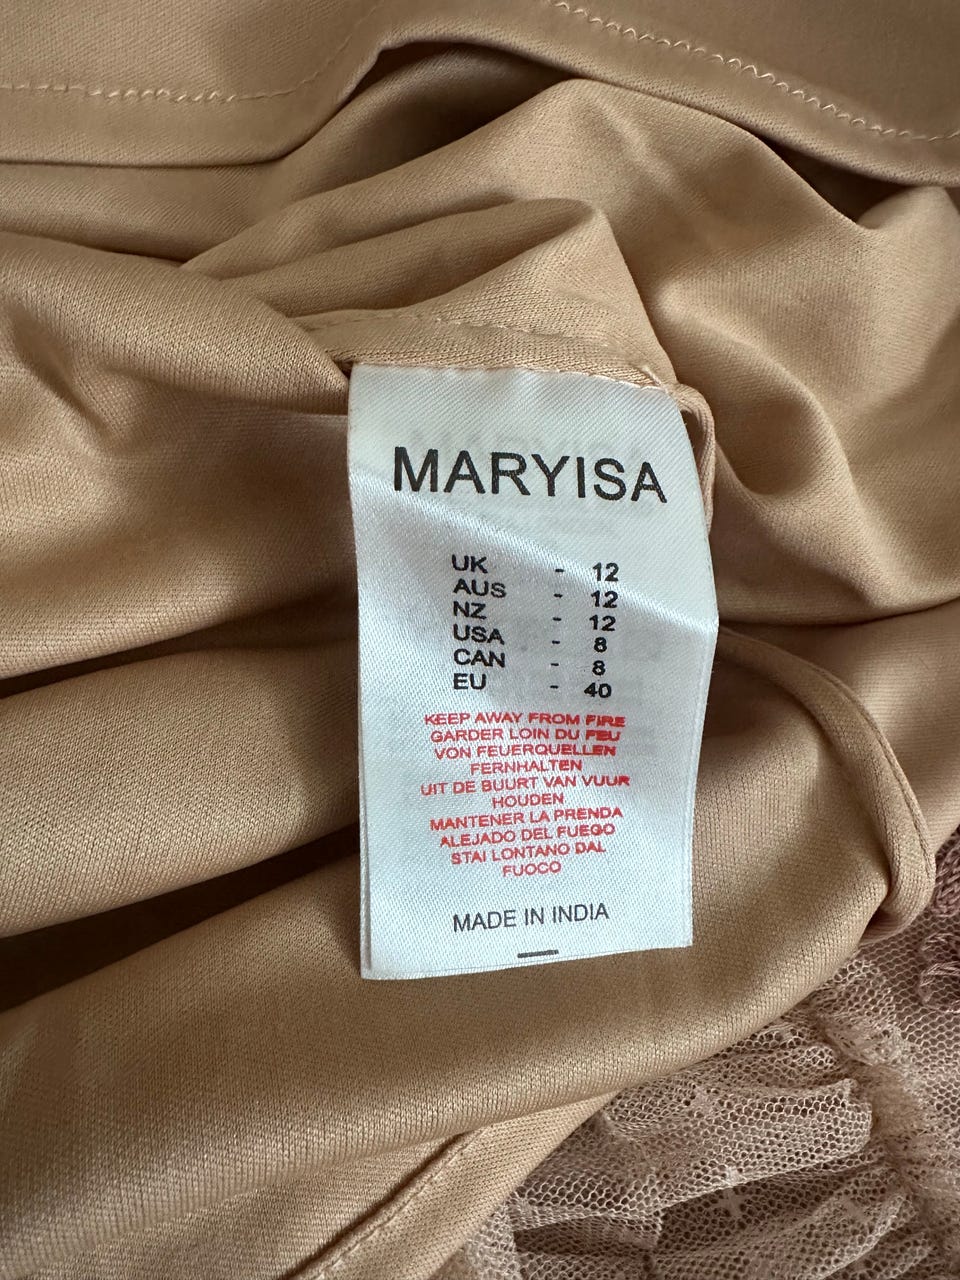 MARYISA
UK - 12
AUS - 12
NZ - 12
USA - 8
CAN - 8
EU - 40
KEEP AWAY FROM FIRE
GARDER LOIN DU FEU
VON FEUERQUELLEN
FERNHALTEN
UIT DE BUURT VAN VUUR
HOUDEN
MANTENER LA PRENDA
ALEJADO DEL FUEGO
STAI LONTANO DAL
FUOCO
MADE IN INDIA